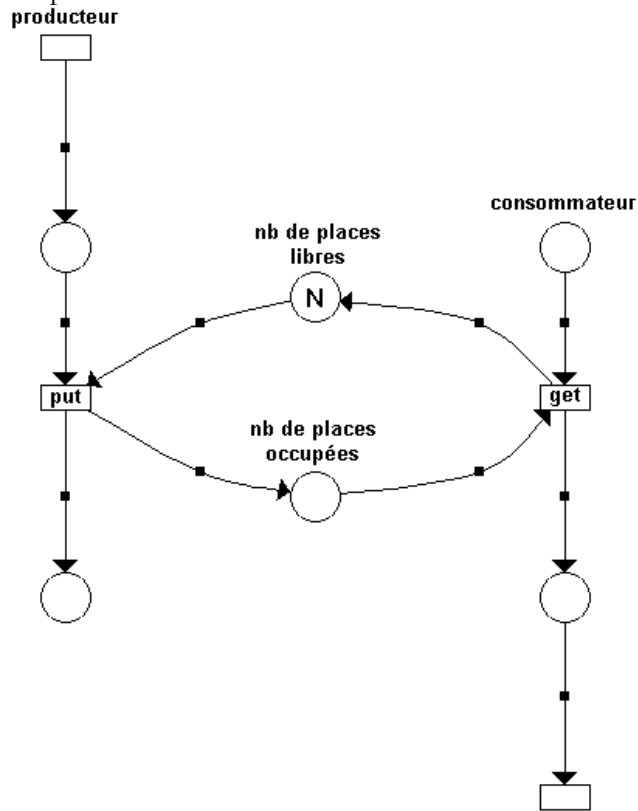 producteur
consommateur
nb de places
libres
N
put
get
nb de places
occupées